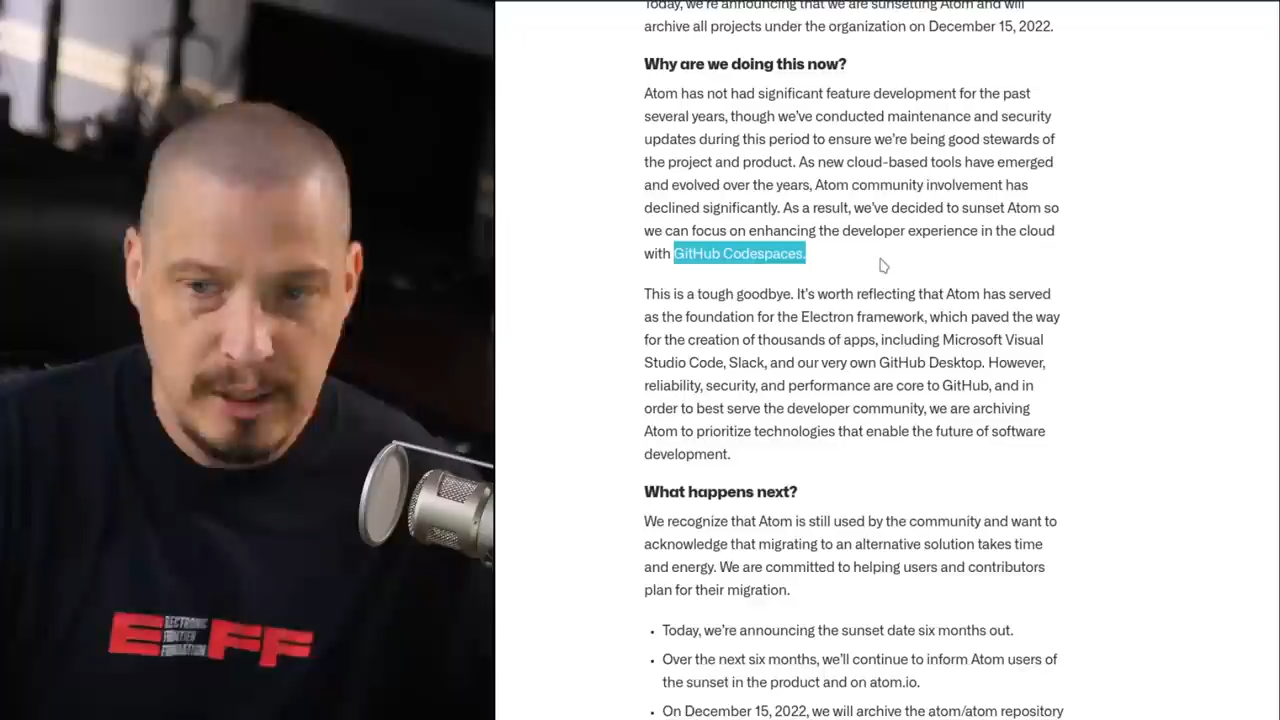 Today, we're announcing that we are sunsetting Atom and will
archive all projects under the organization on December 15, 2022.
Why are we doing this now?
Atom has not had significant feature development for the past
several years, though we've conducted maintenance and security
updates during this period to ensure we're being good stewards of
the project and product. As new cloud-based tools have emerged
and evolved over the years, Atom community involvement has
declined significantly. As a result, we've decided to sunset Atom so
we can focus on enhancing the developer experience in the cloud
with GitHub Codespaces.
This is a tough goodbye. It's worth reflecting that Atom has served
as the foundation for the Electron framework, which paved the way
for the creation of thousands of apps, including Microsoft Visual
Studio Code, Slack, and our very own GitHub Desktop. However,
reliability, security, and performance are core to GitHub, and in
order to best serve the developer community, we are archiving
Atom to prioritize technologies that enable the future of software
development.
What happens next?
We recognize that Atom is still used by the community and want to
acknowledge that migrating to an alternative solution takes time
and energy. We are committed to helping users and contributors
plan for their migration.
• Today, we're announcing the sunset date six months out.
• Over the next six months, we'll continue to inform Atom users of
the sunset in the product and on atom.io.
• On December 15, 2022, we will archive the atom/atom repository
EFF
ELECTRONIC
FRONTIER
FOUNDATION